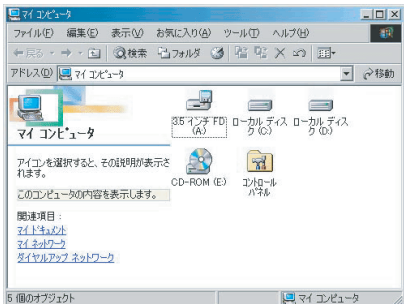 マイ コンピュータ
ファイル(F) 編集(E) 表示(V) お気に入り(A) ツール(T) ヘルプ(H)
戻る 検索 フォルダ
アドレス(D) マイ コンピュータ 移動
マイ コンピュータ
アイコンを選択すると、その説明が表示さ
れます。
このコンピュータの内容を表示します。
関連項目:
マイ ドキュメント
マイ ネットワーク
ダイヤルアップ ネットワーク
3.5 インチ FD
(A:)
ローカル ディス
ク (C:)
ローカル ディス
ク (D:)
CD-ROM (E:)
コントロール
パネル
5 個のオブジェクト マイ コンピュータ